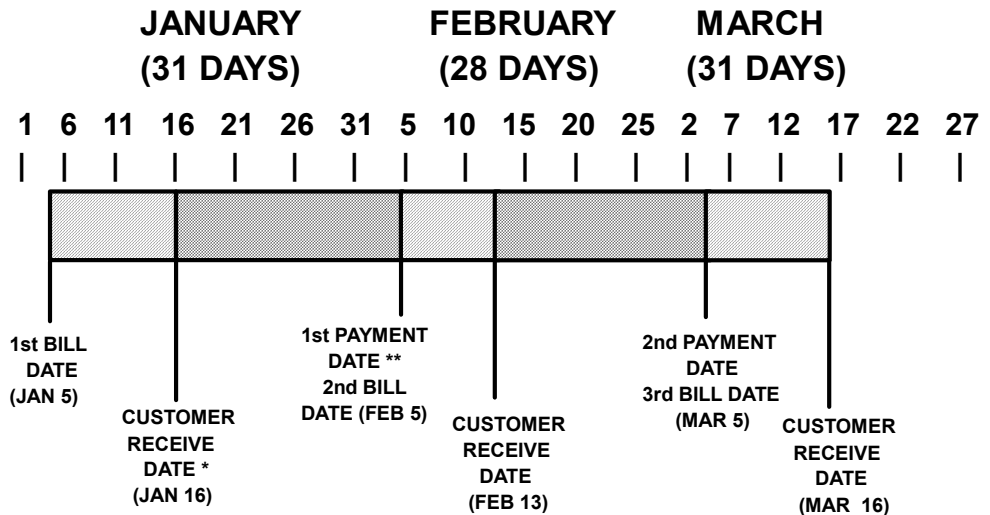 JANUARY FEBRUARY MARCH
(31 DAYS) (28 DAYS) (31 DAYS)
1 6 11 16 21 26 31 5 10 15 20 25 2 7 12 17 22 27
1st BILL
DATE
(JAN 5)
CUSTOMER
RECEIVE
DATE *
(JAN 16)
1st PAYMENT
DATE **
2nd BILL
DATE (FEB 5)
CUSTOMER
RECEIVE
DATE
(FEB 13)
2nd PAYMENT
DATE
3rd BILL DATE
(MAR 5)
CUSTOMER
RECEIVE
DATE
(MAR 16)